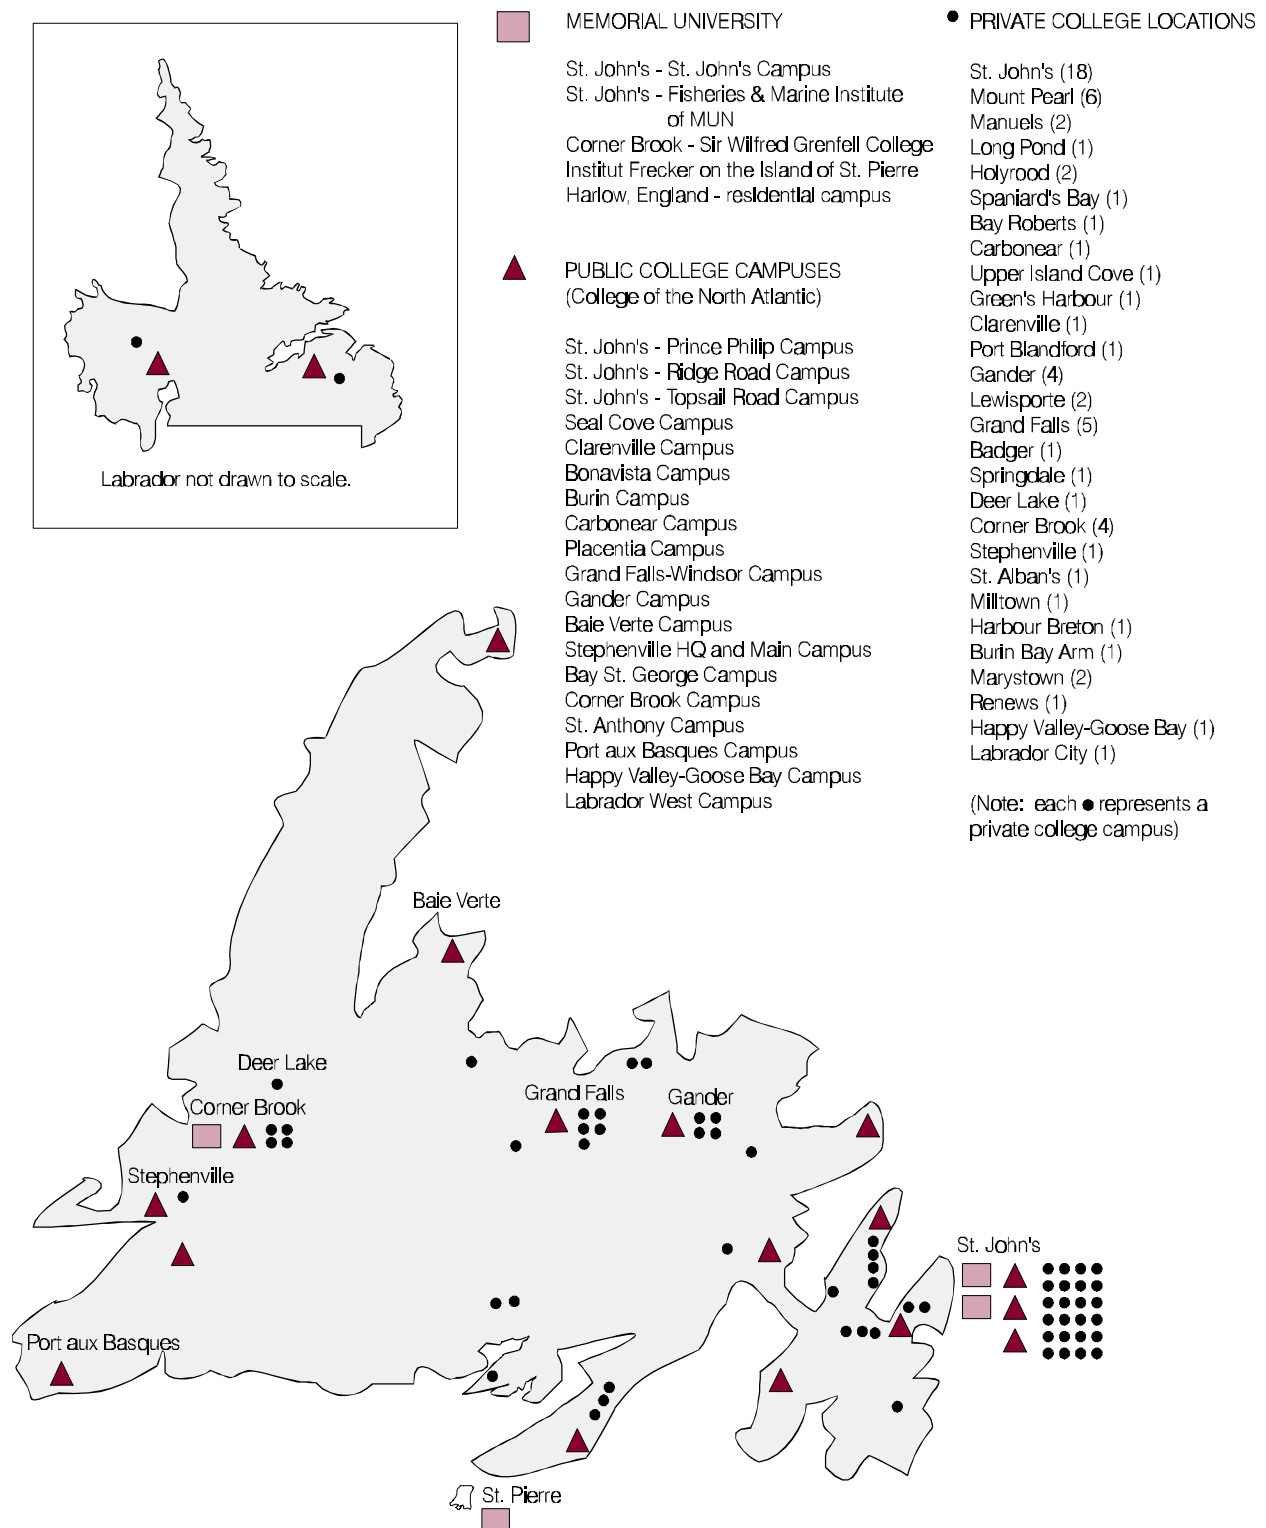 MEMORIAL UNIVERSITY
St. John's - St. John's Campus
St. John's - Fisheries & Marine Institute
of MUN
Corner Brook - Sir Wilfred Grenfell College
Institut Frecker on the Island of St. Pierre
Harlow, England - residential campus
PUBLIC COLLEGE CAMPUSES
(College of the North Atlantic)
St. John's - Prince Philip Campus
St. John's - Ridge Road Campus
St. John's - Topsail Road Campus
Seal Cove Campus
Clarenville Campus
Bonavista Campus
Burin Campus
Carbonear Campus
Placentia Campus
Grand Falls-Windsor Campus
Gander Campus
Baie Verte Campus
Stephenville HQ and Main Campus
Bay St. George Campus
Corner Brook Campus
St. Anthony Campus
Port aux Basques Campus
Happy Valley-Goose Bay Campus
Labrador West Campus
PRIVATE COLLEGE LOCATIONS
St. John's (18)
Mount Pearl (6)
Manuels (2)
Long Pond (1)
Holyrood (2)
Spaniard's Bay (1)
Bay Roberts (1)
Carbonear (1)
Upper Island Cove (1)
Green's Harbour (1)
Clarenville (1)
Port Blandford (1)
Gander (4)
Lewisporte (2)
Grand Falls (5)
Badger (1)
Springdale (1)
Deer Lake (1)
Corner Brook (4)
Stephenville (1)
St. Alban's (1)
Milltown (1)
Harbour Breton (1)
Burin Bay Arm (1)
Marystown (2)
Renews (1)
Happy Valley-Goose Bay (1)
Labrador City (1)
(Note: each ● represents a
private college campus)
Labrador not drawn to scale.
Baie Verte
Deer Lake
Corner Brook
Grand Falls
Gander
Stephenville
St. John's
Port aux Basques
St. Pierre